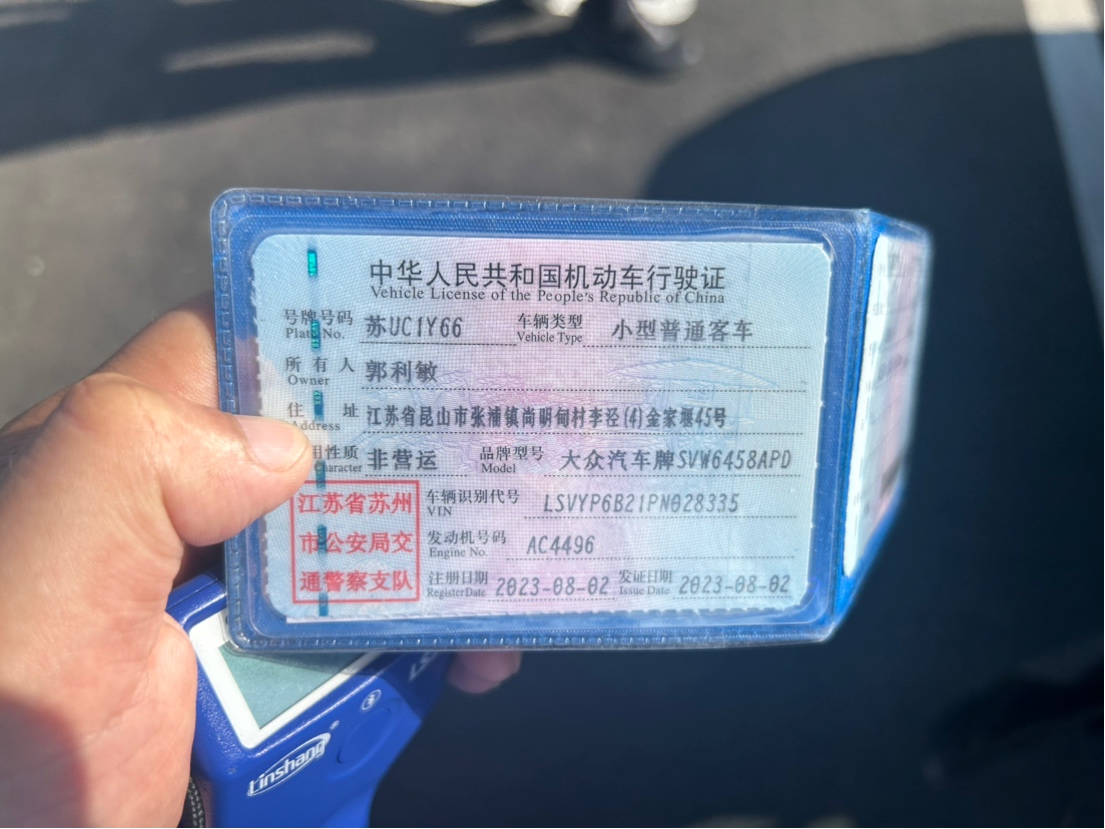 中华人民共和国机动车行驶证
Vehicle License of the People's Republic of China
号牌号码 苏UC1Y66 车辆类型 小型普通客车
Plate No. Vehicle Type
所有人 郭利敏
Owner
住址 江苏省昆山市张浦镇尚明甸村李泾(4)金家堰45号
Address
用性质 非营运 品牌型号 大众汽车牌SVW6458APD
Character Model
江苏省苏州 车辆识别代号 LSVYP6B21PN028335
VIN
市公安局交 发动机号码 AC4496
Engine No.
通警察支队 注册日期 2023-08-02 发证日期 2023-08-02
Register Date Issue Date
Linshang